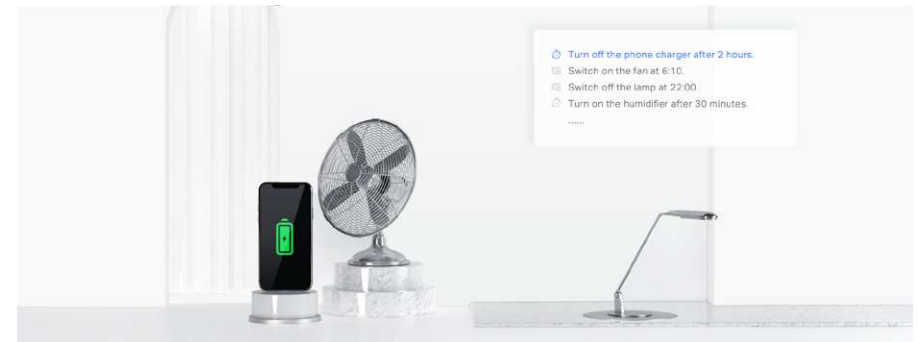 Turn off the phone charger after 2 hours.
Switch on the fan at 6:10.
Switch off the lamp at 22:00.
Turn on the humidifier after 30 minutes.
......